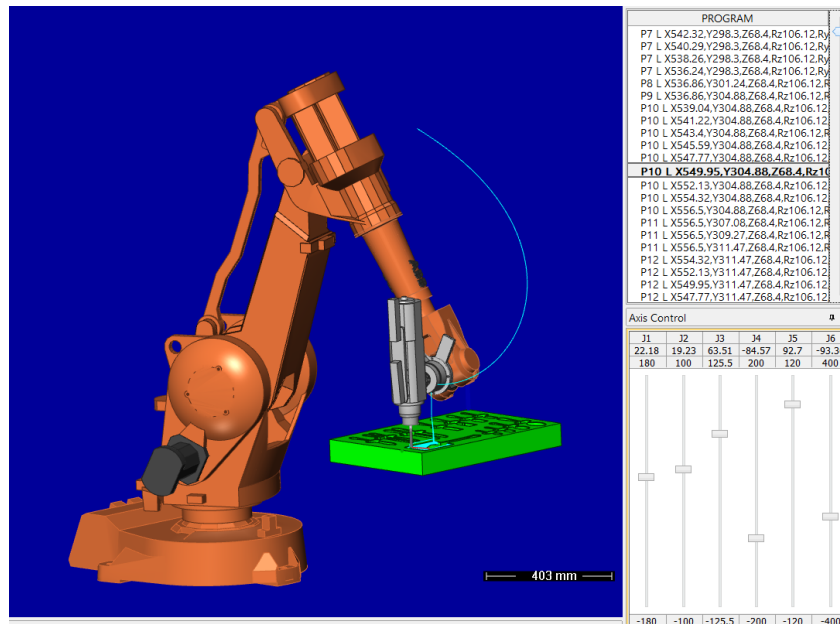 PROGRAM
P7 L X542.32,Y298.3,Z68.4,Rz106.12,Ry
P7 L X540.29,Y298.3,Z68.4,Rz106.12,Ry
P7 L X538.26,Y298.3,Z68.4,Rz106.12,Ry
P7 L X536.24,Y298.3,Z68.4,Rz106.12,Ry
P8 L X536.86,Y301.24,Z68.4,Rz106.12,R
P9 L X536.86,Y304.88,Z68.4,Rz106.12,R
P10 L X539.04,Y304.88,Z68.4,Rz106.12
P10 L X541.22,Y304.88,Z68.4,Rz106.12
P10 L X543.4,Y304.88,Z68.4,Rz106.12,
P10 L X545.59,Y304.88,Z68.4,Rz106.12
P10 L X547.77,Y304.88,Z68.4,Rz106.12
P10 L X549.95,Y304.88,Z68.4,Rz10
P10 L X552.13,Y304.88,Z68.4,Rz106.12
P10 L X554.32,Y304.88,Z68.4,Rz106.12
P10 L X556.5,Y304.88,Z68.4,Rz106.12,R
P11 L X556.5,Y307.08,Z68.4,Rz106.12,R
P11 L X556.5,Y309.27,Z68.4,Rz106.12,R
P11 L X556.5,Y311.47,Z68.4,Rz106.12,R
P12 L X554.32,Y311.47,Z68.4,Rz106.12
P12 L X552.13,Y311.47,Z68.4,Rz106.12
P12 L X549.95,Y311.47,Z68.4,Rz106.12
P12 L X547.77,Y311.47,Z68.4,Rz106.12
Axis Control
J1 J2 J3 J4 J5 J6
22.18 19.23 63.51 -84.57 92.7 -93.3
180 100 125.5 200 120 400
403 mm
-180 -100 -125.5 -200 -120 -400